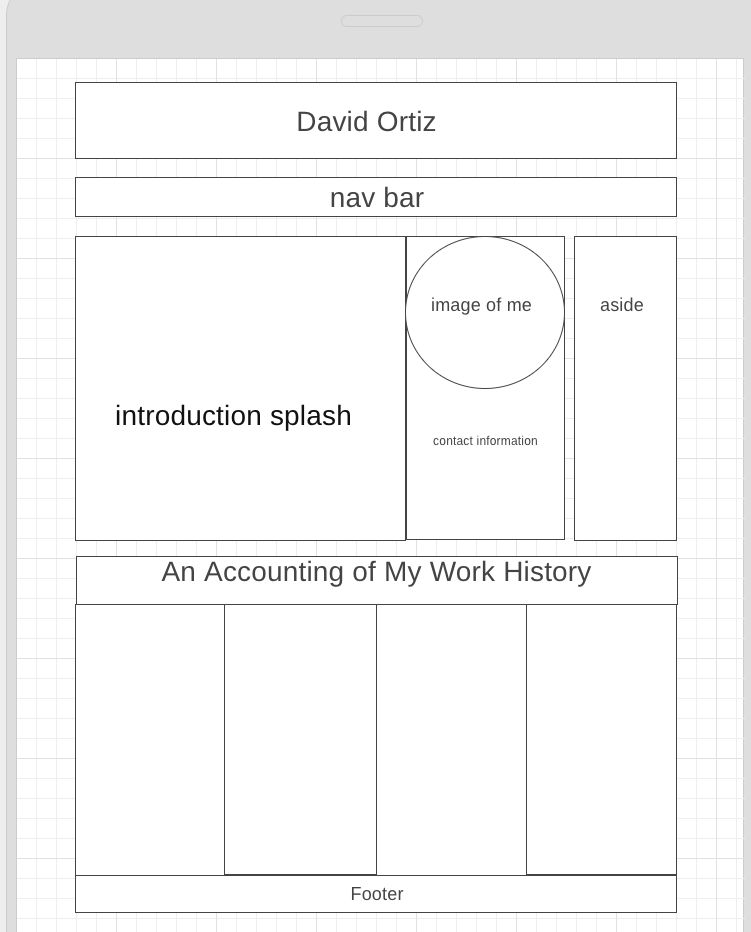 David Ortiz
nav bar
introduction splash
image of me
contact information
aside
An Accounting of My Work History
Footer